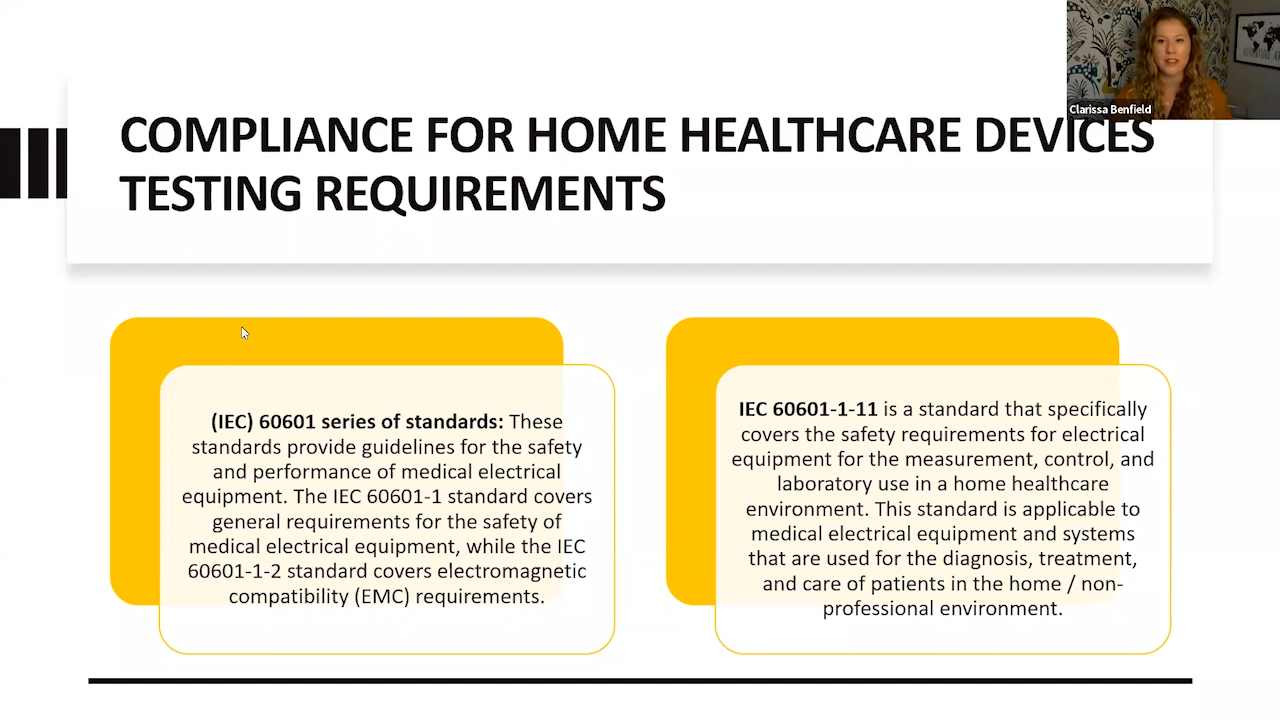 Clarissa Benfield
COMPLIANCE FOR HOME HEALTHCARE DEVICES
TESTING REQUIREMENTS
(IEC) 60601 series of standards: These
standards provide guidelines for the safety
and performance of medical electrical
equipment. The IEC 60601-1 standard covers
general requirements for the safety of
medical electrical equipment, while the IEC
60601-1-2 standard covers electromagnetic
compatibility (EMC) requirements.
IEC 60601-1-11 is a standard that specifically
covers the safety requirements for electrical
equipment for the measurement, control, and
laboratory use in a home healthcare
environment. This standard is applicable to
medical electrical equipment and systems
that are used for the diagnosis, treatment,
and care of patients in the home / non-
professional environment.